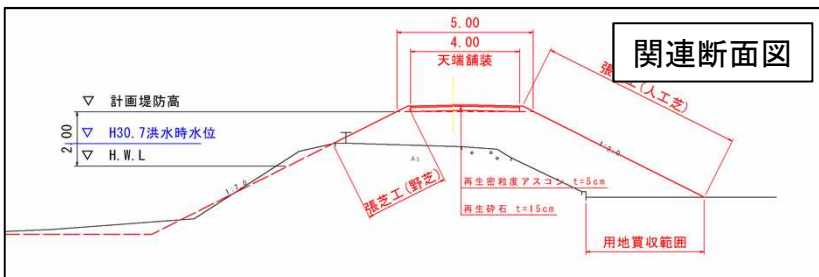 関連断面図
5.00
4.00
天端舗装
張芝工(人工芝)
▽ 計画堤防高
2.00
▽ H30.7洪水時水位
▽ H.W.L
1:2.0
1:2.0
As
張芝工(野芝)
再生密粒度アスコン t=5cm
再生砕石 t=15cm
用地買収範囲